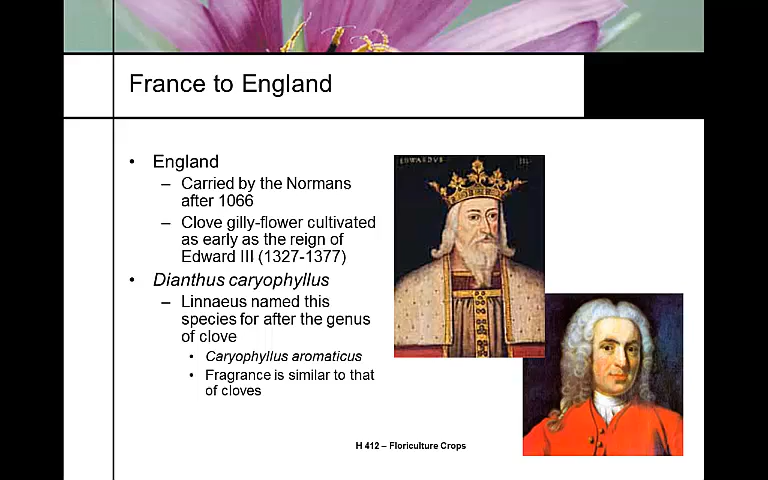 France to England
• England
– Carried by the Normans
after 1066
– Clove gilly-flower cultivated
as early as the reign of
Edward III (1327-1377)
• Dianthus caryophyllus
– Linnaeus named this
species for after the genus
of clove
• Caryophyllus aromaticus
• Fragrance is similar to that
of cloves
EDWARDVS III
H 412 – Floriculture Crops